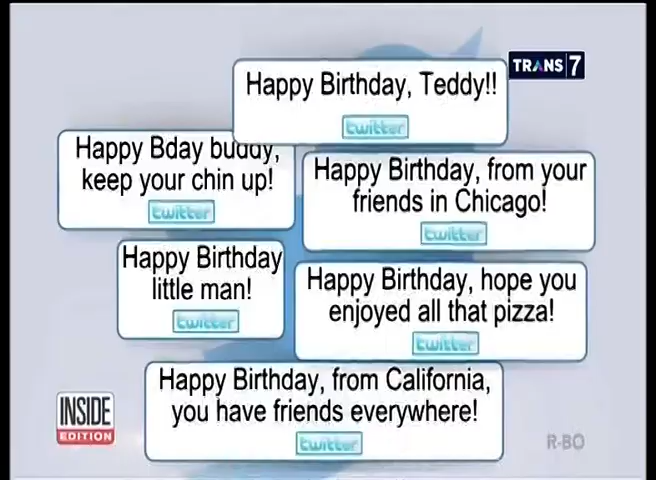 Happy Birthday, Teddy!!
twitter
TRANS 7
Happy Bday buddy,
keep your chin up!
twitter
Happy Birthday, from your
friends in Chicago!
twitter
Happy Birthday
little man!
twitter
Happy Birthday, hope you
enjoyed all that pizza!
twitter
Happy Birthday, from California,
you have friends everywhere!
twitter
INSIDE
EDITION
R-BO